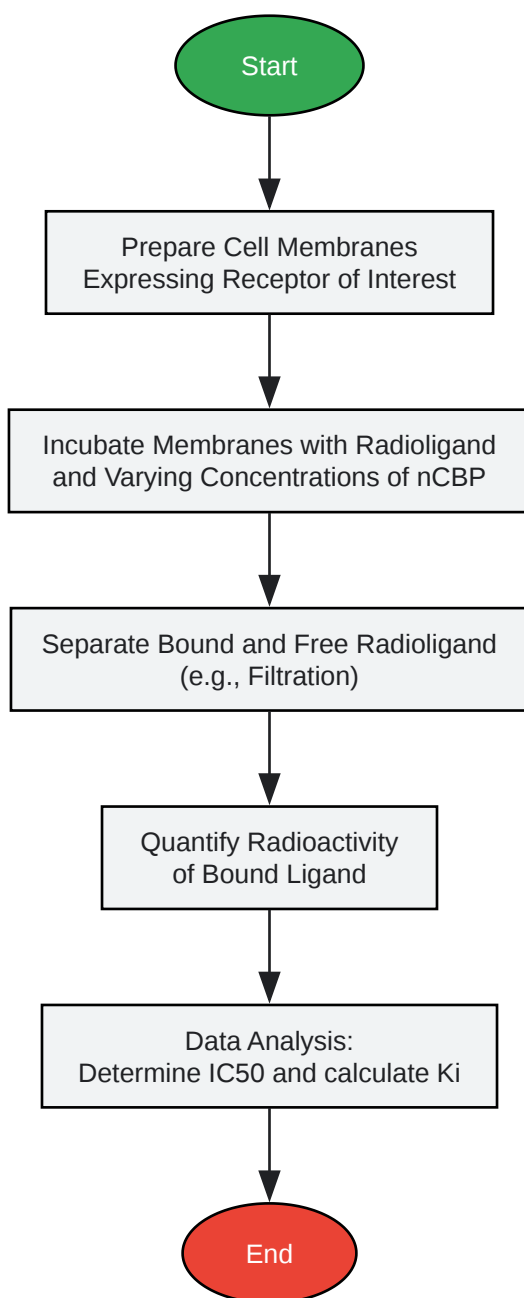 Start
Prepare Cell Membranes
Expressing Receptor of Interest
Incubate Membranes with Radioligand
and Varying Concentrations of nCBP
Separate Bound and Free Radioligand
(e.g., Filtration)
Quantify Radioactivity
of Bound Ligand
Data Analysis:
Determine IC50 and calculate Ki
End